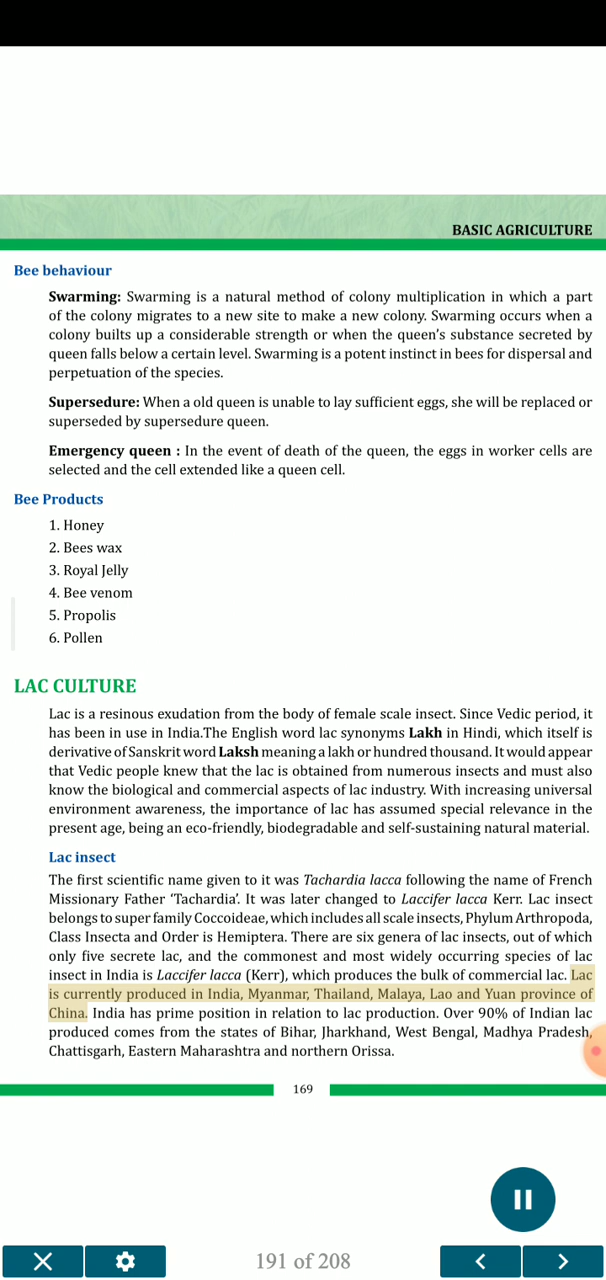 BASIC AGRICULTURE
Bee behaviour
Swarming: Swarming is a natural method of colony multiplication in which a part
of the colony migrates to a new site to make a new colony. Swarming occurs when a
colony builts up a considerable strength or when the queen's substance secreted by
queen falls below a certain level. Swarming is a potent instinct in bees for dispersal and
perpetuation of the species.
Supersedure: When a old queen is unable to lay sufficient eggs, she will be replaced or
superseded by supersedure queen.
Emergency queen : In the event of death of the queen, the eggs in worker cells are
selected and the cell extended like a queen cell.
Bee Products
1. Honey
2. Bees wax
3. Royal Jelly
4. Bee venom
5. Propolis
6. Pollen
LAC CULTURE
Lac is a resinous exudation from the body of female scale insect. Since Vedic period, it
has been in use in India.The English word lac synonyms Lakh in Hindi, which itself is
derivative of Sanskrit word Laksh meaning a lakh or hundred thousand. It would appear
that Vedic people knew that the lac is obtained from numerous insects and must also
know the biological and commercial aspects of lac industry. With increasing universal
environment awareness, the importance of lac has assumed special relevance in the
present age, being an eco-friendly, biodegradable and self-sustaining natural material.
Lac insect
The first scientific name given to it was Tachardia lacca following the name of French
Missionary Father 'Tachardia'. It was later changed to Laccifer lacca Kerr. Lac insect
belongs to super family Coccoideae, which includes all scale insects, Phylum Arthropoda,
Class Insecta and Order is Hemiptera. There are six genera of lac insects, out of which
only five secrete lac, and the commonest and most widely occurring species of lac
insect in India is Laccifer lacca (Kerr), which produces the bulk of commercial lac. Lac
is currently produced in India, Myanmar, Thailand, Malaya, Lao and Yuan province of
China. India has prime position in relation to lac production. Over 90% of Indian lac
produced comes from the states of Bihar, Jharkhand, West Bengal, Madhya Pradesh,
Chattisgarh, Eastern Maharashtra and northern Orissa.
169
191 of 208